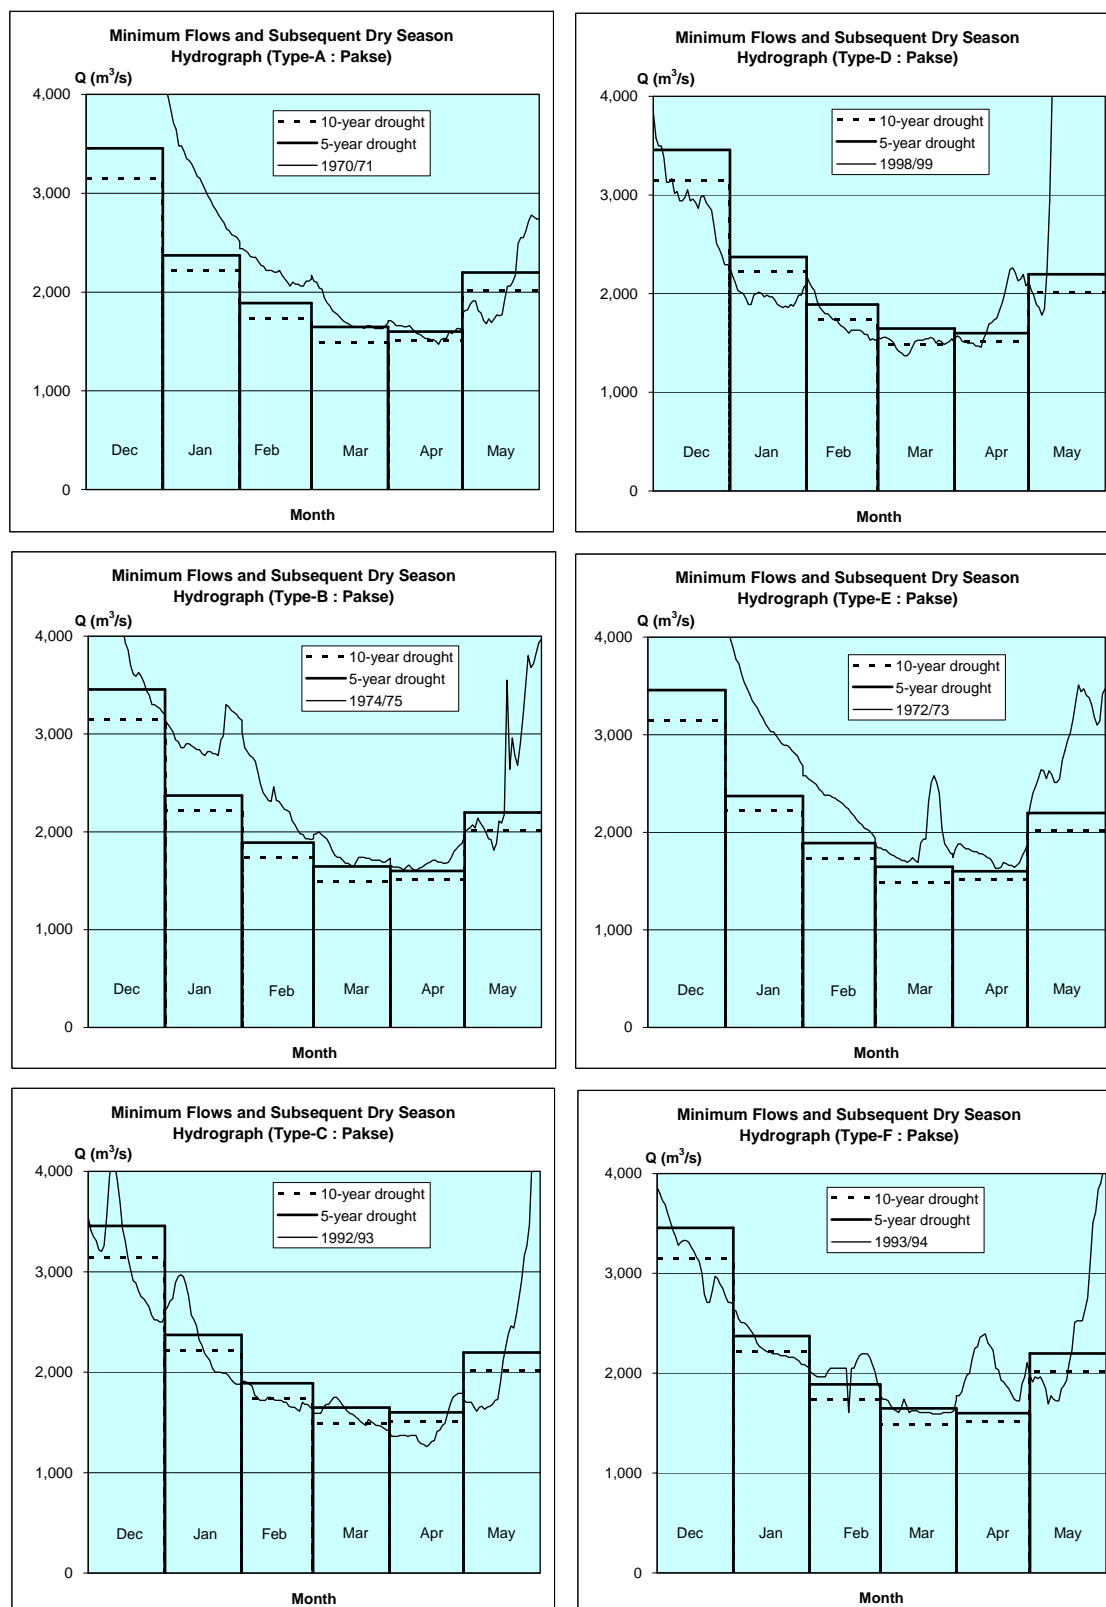 Minimum Flows and Subsequent Dry Season
Hydrograph (Type-A : Pakse)
Q (m³/s)
4,000
3,000
2,000
1,000
0
10-year drought
5-year drought
1970/71
Dec
Jan
Feb
Mar
Apr
May
Month
Minimum Flows and Subsequent Dry Season
Hydrograph (Type-D : Pakse)
Q (m³/s)
4,000
3,000
2,000
1,000
0
10-year drought
5-year drought
1998/99
Dec
Jan
Feb
Mar
Apr
May
Month
Minimum Flows and Subsequent Dry Season
Hydrograph (Type-B : Pakse)
Q (m³/s)
4,000
3,000
2,000
1,000
0
10-year drought
5-year drought
1974/75
Dec
Jan
Feb
Mar
Apr
May
Month
Minimum Flows and Subsequent Dry Season
Hydrograph (Type-E : Pakse)
Q (m³/s)
4,000
3,000
2,000
1,000
0
10-year drought
5-year drought
1972/73
Dec
Jan
Feb
Mar
Apr
May
Month
Minimum Flows and Subsequent Dry Season
Hydrograph (Type-C : Pakse)
Q (m³/s)
4,000
3,000
2,000
1,000
0
10-year drought
5-year drought
1992/93
Dec
Jan
Feb
Mar
Apr
May
Month
Minimum Flows and Subsequent Dry Season
Hydrograph (Type-F : Pakse)
Q (m³/s)
4,000
3,000
2,000
1,000
0
10-year drought
5-year drought
1993/94
Dec
Jan
Feb
Mar
Apr
May
Month